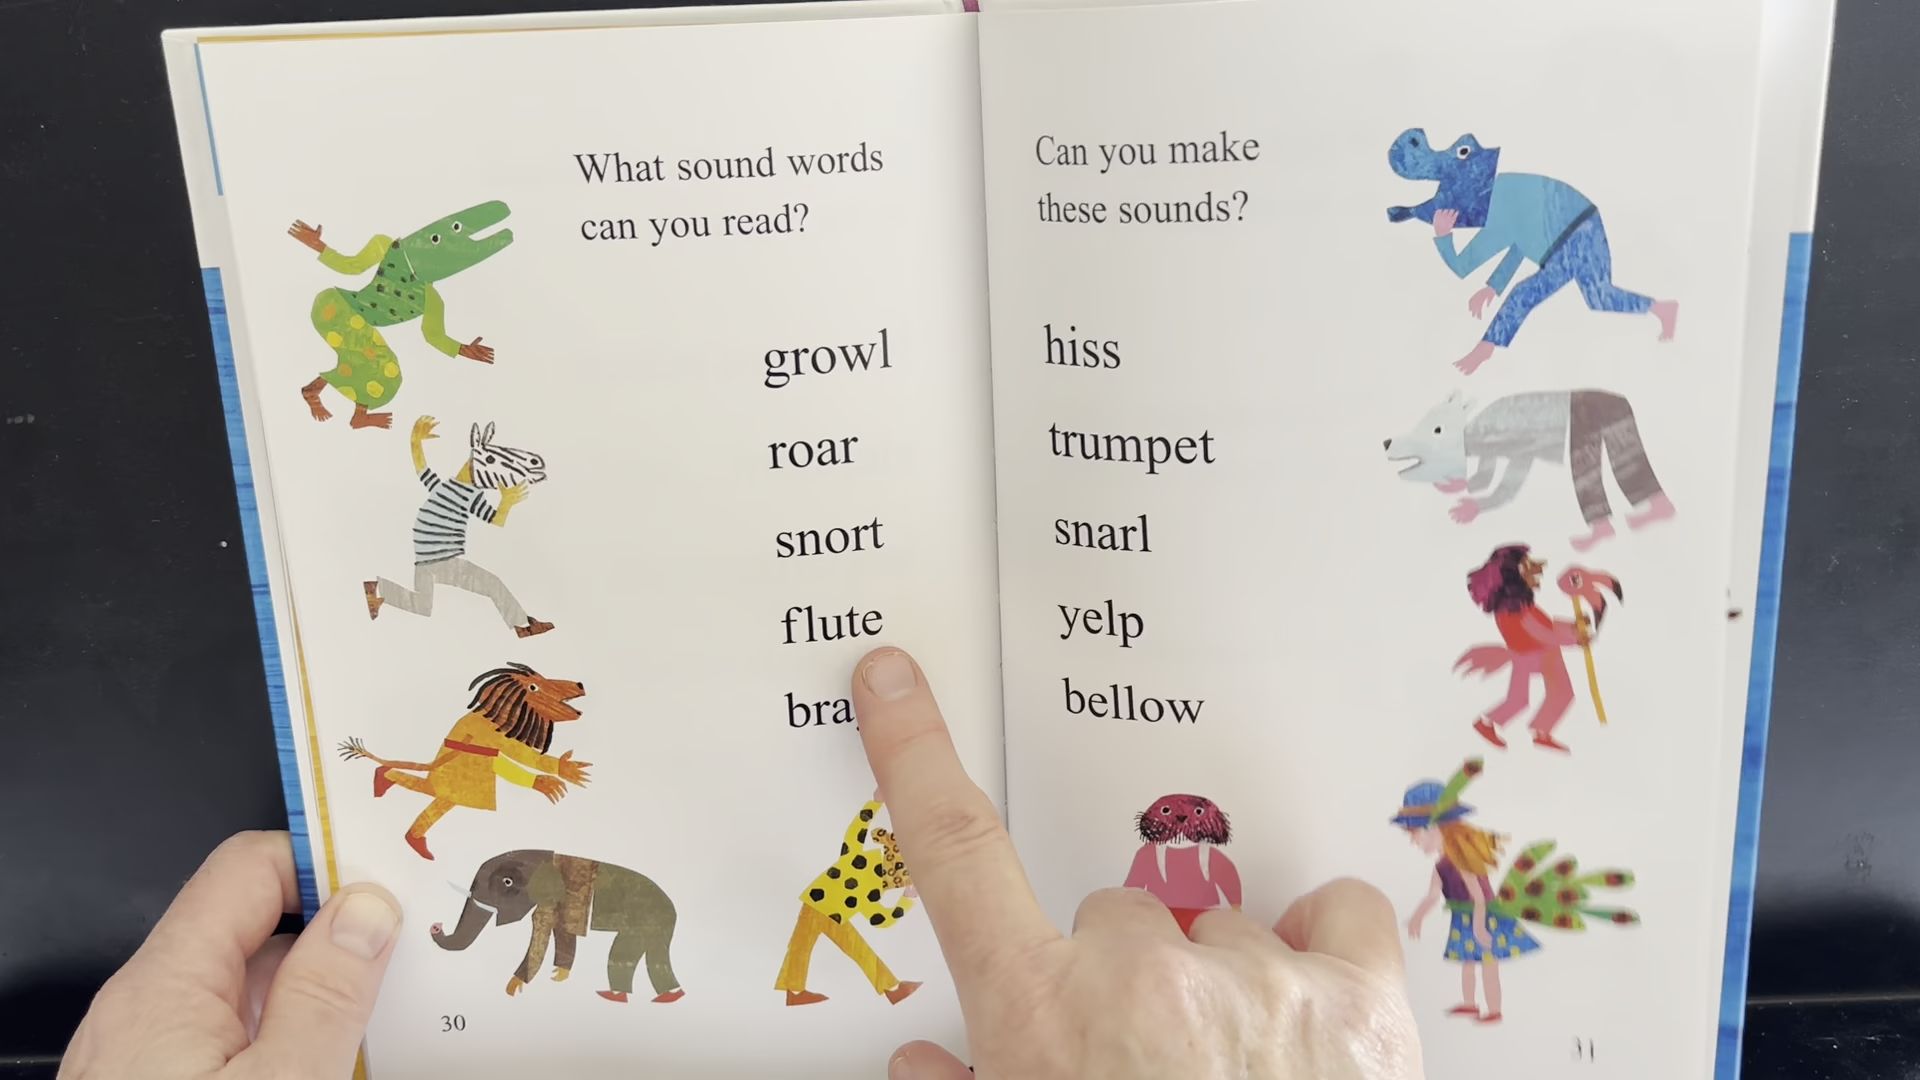 What sound words
can you read?
growl
roar
snort
flute
30
Can you make
these sounds?
hiss
trumpet
snarl
yelp
bellow
31